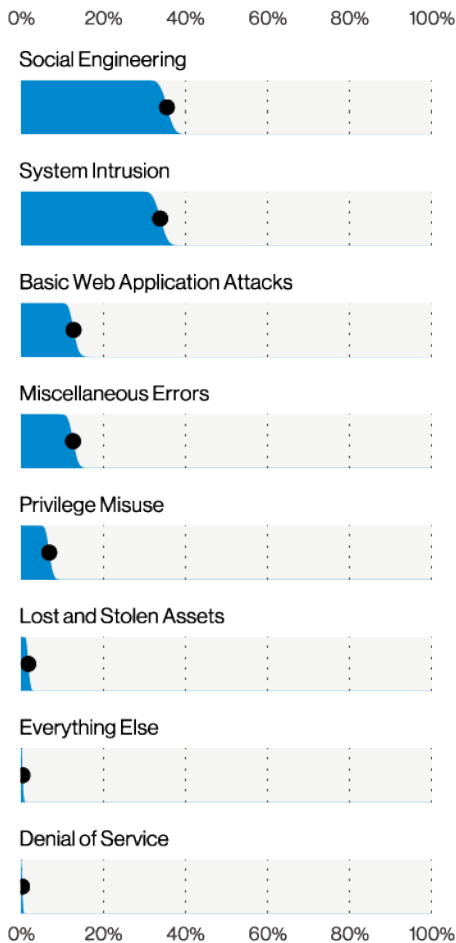 0% 20% 40% 60% 80% 100%
Social Engineering
System Intrusion
Basic Web Application Attacks
Miscellaneous Errors
Privilege Misuse
Lost and Stolen Assets
Everything Else
Denial of Service
0% 20% 40% 60% 80% 100%